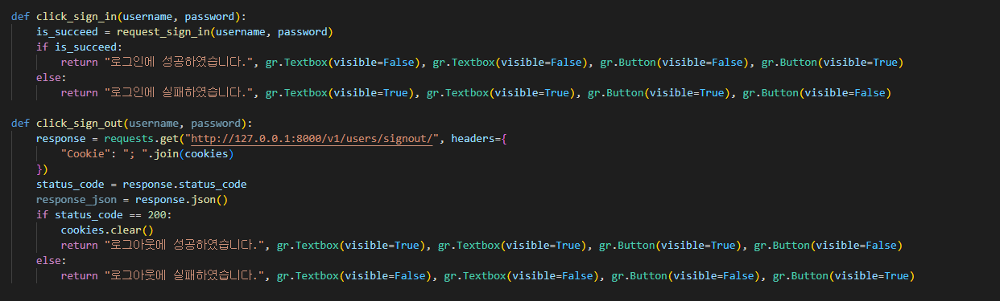 def click_sign_in(username, password):
    is_succeed = request_sign_in(username, password)
    if is_succeed:
        return "로그인에 성공하였습니다.", gr.Textbox(visible=False), gr.Textbox(visible=False), gr.Button(visible=False), gr.Button(visible=True)
    else:
        return "로그인에 실패하였습니다.", gr.Textbox(visible=True), gr.Textbox(visible=True), gr.Button(visible=True), gr.Button(visible=False)
def click_sign_out(username, password):
    response = requests.get("http://127.0.0.1:8000/v1/users/signout/", headers={
        "Cookie": "; ".join(cookies)
    })
    status_code = response.status_code
    response_json = response.json()
    if status_code == 200:
        cookies.clear()
        return "로그아웃에 성공하였습니다.", gr.Textbox(visible=True), gr.Textbox(visible=True), gr.Button(visible=True), gr.Button(visible=False)
    else:
        return "로그아웃에 실패하였습니다.", gr.Textbox(visible=False), gr.Textbox(visible=False), gr.Button(visible=False), gr.Button(visible=True)